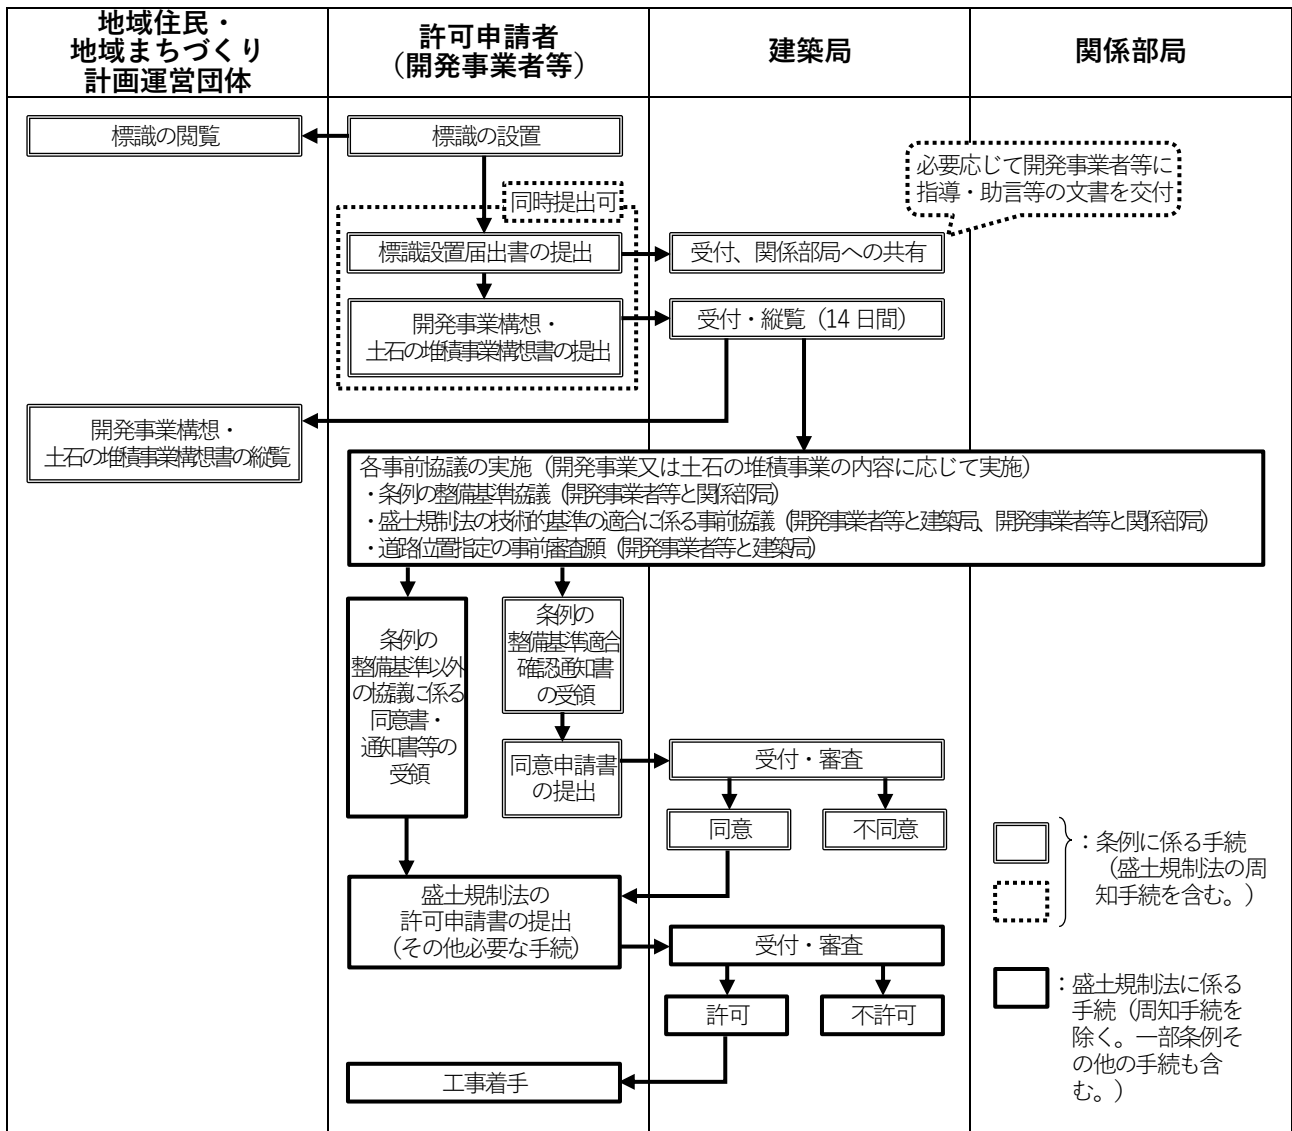 地域住民・
地域まちづくり
計画運営団体
許可申請者
（開発事業者等）
建築局
関係部局
標識の閲覧
標識の設置
必要応じて開発事業者等に
指導・助言等の文書を交付
同時提出可
標識設置届出書の提出
受付、関係部局への共有
開発事業構想・
土石の堆積事業構想書の提出
受付・縦覧（14 日間）
開発事業構想・
土石の堆積事業構想書の縦覧
各事前協議の実施（開発事業又は土石の堆積事業の内容に応じて実施）
・条例の整備基準協議（開発事業者等と関係部局）
・盛土規制法の技術的基準の適合に係る事前協議（開発事業者等と建築局、開発事業者等と関係部局）
・道路位置指定の事前審査願（開発事業者等と建築局）
条例の
整備基準以外
の協議に係る
同意書・
通知書等の
受領
条例の
整備基準適合
確認通知書
の受領
同意申請書
の提出
受付・審査
同意
不同意
盛土規制法の
許可申請書の提出
（その他必要な手続）
受付・審査
許可
不許可
工事着手
：条例に係る手続
（盛土規制法の周
知手続を含む。）
：盛土規制法に係る
手続（周知手続を
除く。一部条例そ
の他の手続も含
む。）